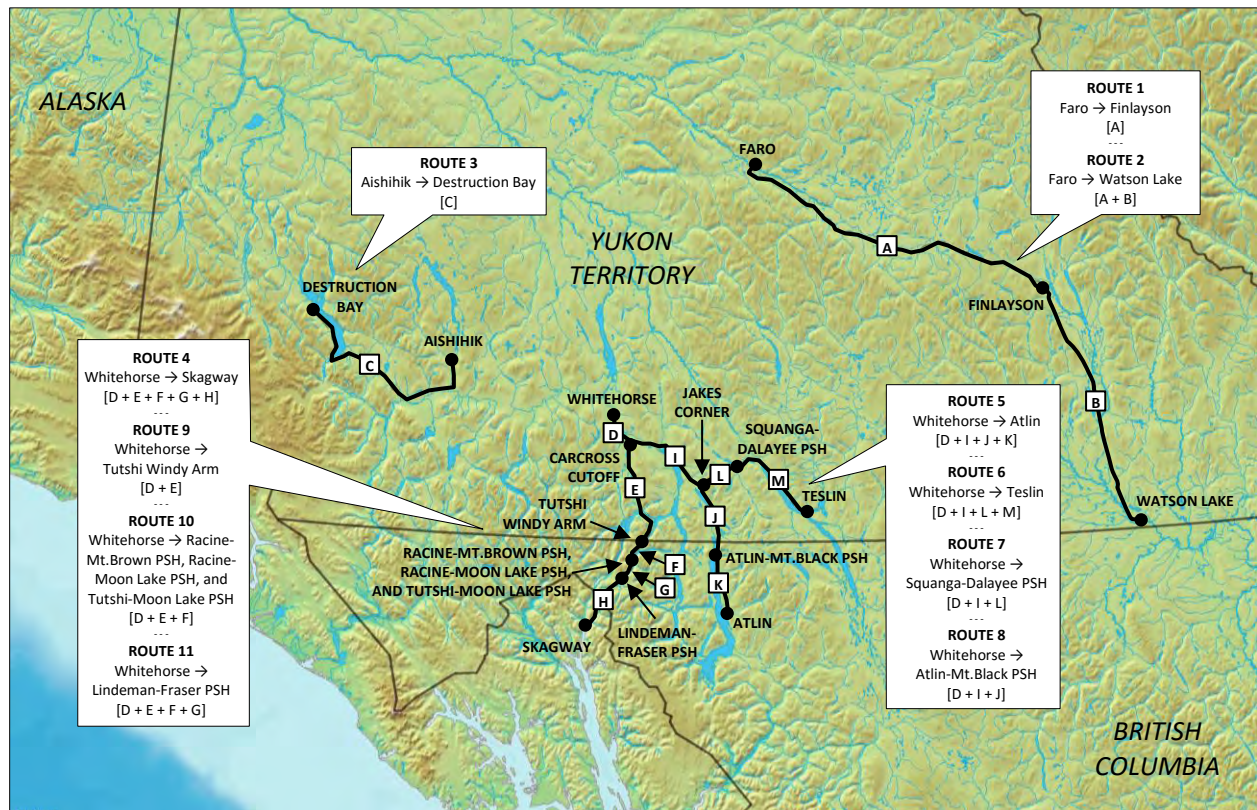 ALASKA
YUKON
TERRITORY
BRITISH
COLUMBIA
ROUTE 1
Faro → Finlayson
[A]
---
ROUTE 2
Faro → Watson Lake
[A + B]
ROUTE 3
Aishihik → Destruction Bay
[C]
ROUTE 4
Whitehorse → Skagway
[D + E + F + G + H]
---
ROUTE 9
Whitehorse →
Tutshi Windy Arm
[D + E]
---
ROUTE 10
Whitehorse → Racine-
Mt.Brown PSH, Racine-
Moon Lake PSH, and
Tutshi-Moon Lake PSH
[D + E + F]
---
ROUTE 11
Whitehorse →
Lindeman-Fraser PSH
[D + E + F + G]
ROUTE 5
Whitehorse → Atlin
[D + I + J + K]
---
ROUTE 6
Whitehorse → Teslin
[D + I + L + M]
---
ROUTE 7
Whitehorse →
Squanga-Dalayee PSH
[D + I + L]
---
ROUTE 8
Whitehorse →
Atlin-Mt.Black PSH
[D + I + J]
FARO
A
FINLAYSON
B
WATSON LAKE
DESTRUCTION
BAY
C
AISHIHIK
WHITEHORSE
D
CARCROSS
CUTOFF
E
I
JAKES
CORNER
L
SQUANGA-
DALAYEE PSH
M
TESLIN
J
TUTSHI
WINDY ARM
RACINE-MT.BROWN PSH,
RACINE-MOON LAKE PSH,
AND TUTSHI-MOON LAKE PSH
F
G
H
ATLIN-MT.BLACK PSH
K
ATLIN
LINDEMAN-
FRASER PSH
SKAGWAY